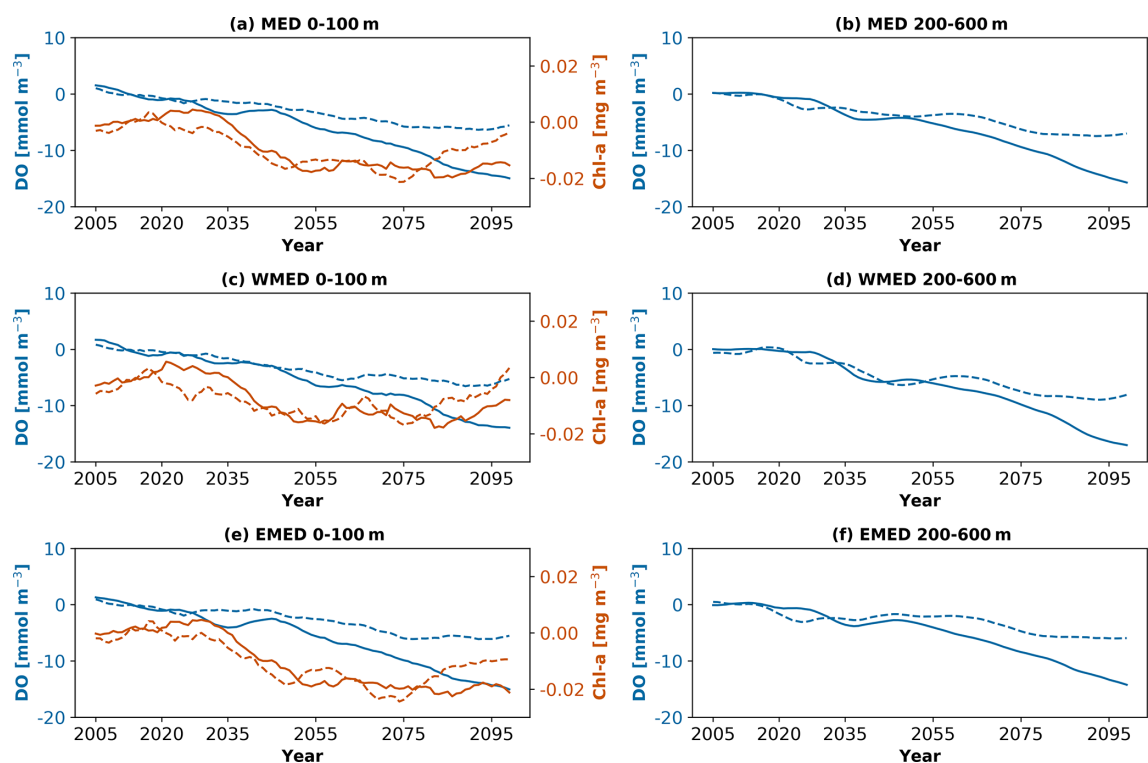 (a) MED 0-100 m
DO [mmol m⁻³]
10
0
-10
-20
0.02
0.00
-0.02
Chl-a [mg m⁻³]
2005 2020 2035 2055 2075 2095
Year
(b) MED 200-600 m
DO [mmol m⁻³]
10
0
-10
-20
2005 2020 2035 2055 2075 2095
Year
(c) WMED 0-100 m
DO [mmol m⁻³]
10
0
-10
-20
0.02
0.00
-0.02
Chl-a [mg m⁻³]
2005 2020 2035 2055 2075 2095
Year
(d) WMED 200-600 m
DO [mmol m⁻³]
10
0
-10
-20
2005 2020 2035 2055 2075 2095
Year
(e) EMED 0-100 m
DO [mmol m⁻³]
10
0
-10
-20
0.02
0.00
-0.02
Chl-a [mg m⁻³]
2005 2020 2035 2055 2075 2095
Year
(f) EMED 200-600 m
DO [mmol m⁻³]
10
0
-10
-20
2005 2020 2035 2055 2075 2095
Year